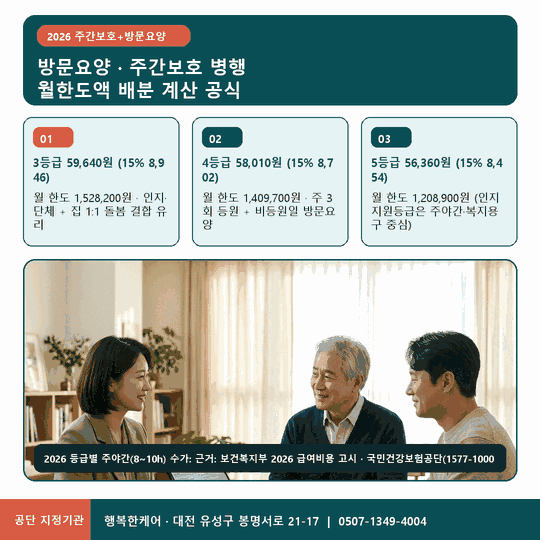 2026 주간보호+방문요양
방문요양 · 주간보호 병행
월한도액 배분 계산 공식
01
3등급 59,640원 (15% 8,9
46)
월 한도 1,528,200원 · 인지·
단체 + 집 1:1 돌봄 결합 유
리
02
4등급 58,010원 (15% 8,7
02)
월 한도 1,409,700원 · 주 3
회 등원 + 비등원일 방문요
양
03
5등급 56,360원 (15% 8,4
54)
월 한도 1,208,900원 (인지
지원등급은 주야간·복지용
구 중심)
2026 등급별 주야간(8~10h) 수가: 근거: 보건복지부 2026 급여비용 고시 · 국민건강보험공단(1577-1000
공단 지정기관
행복한케어 · 대전 유성구 봉명서로 21-17 | 0507-1349-4004